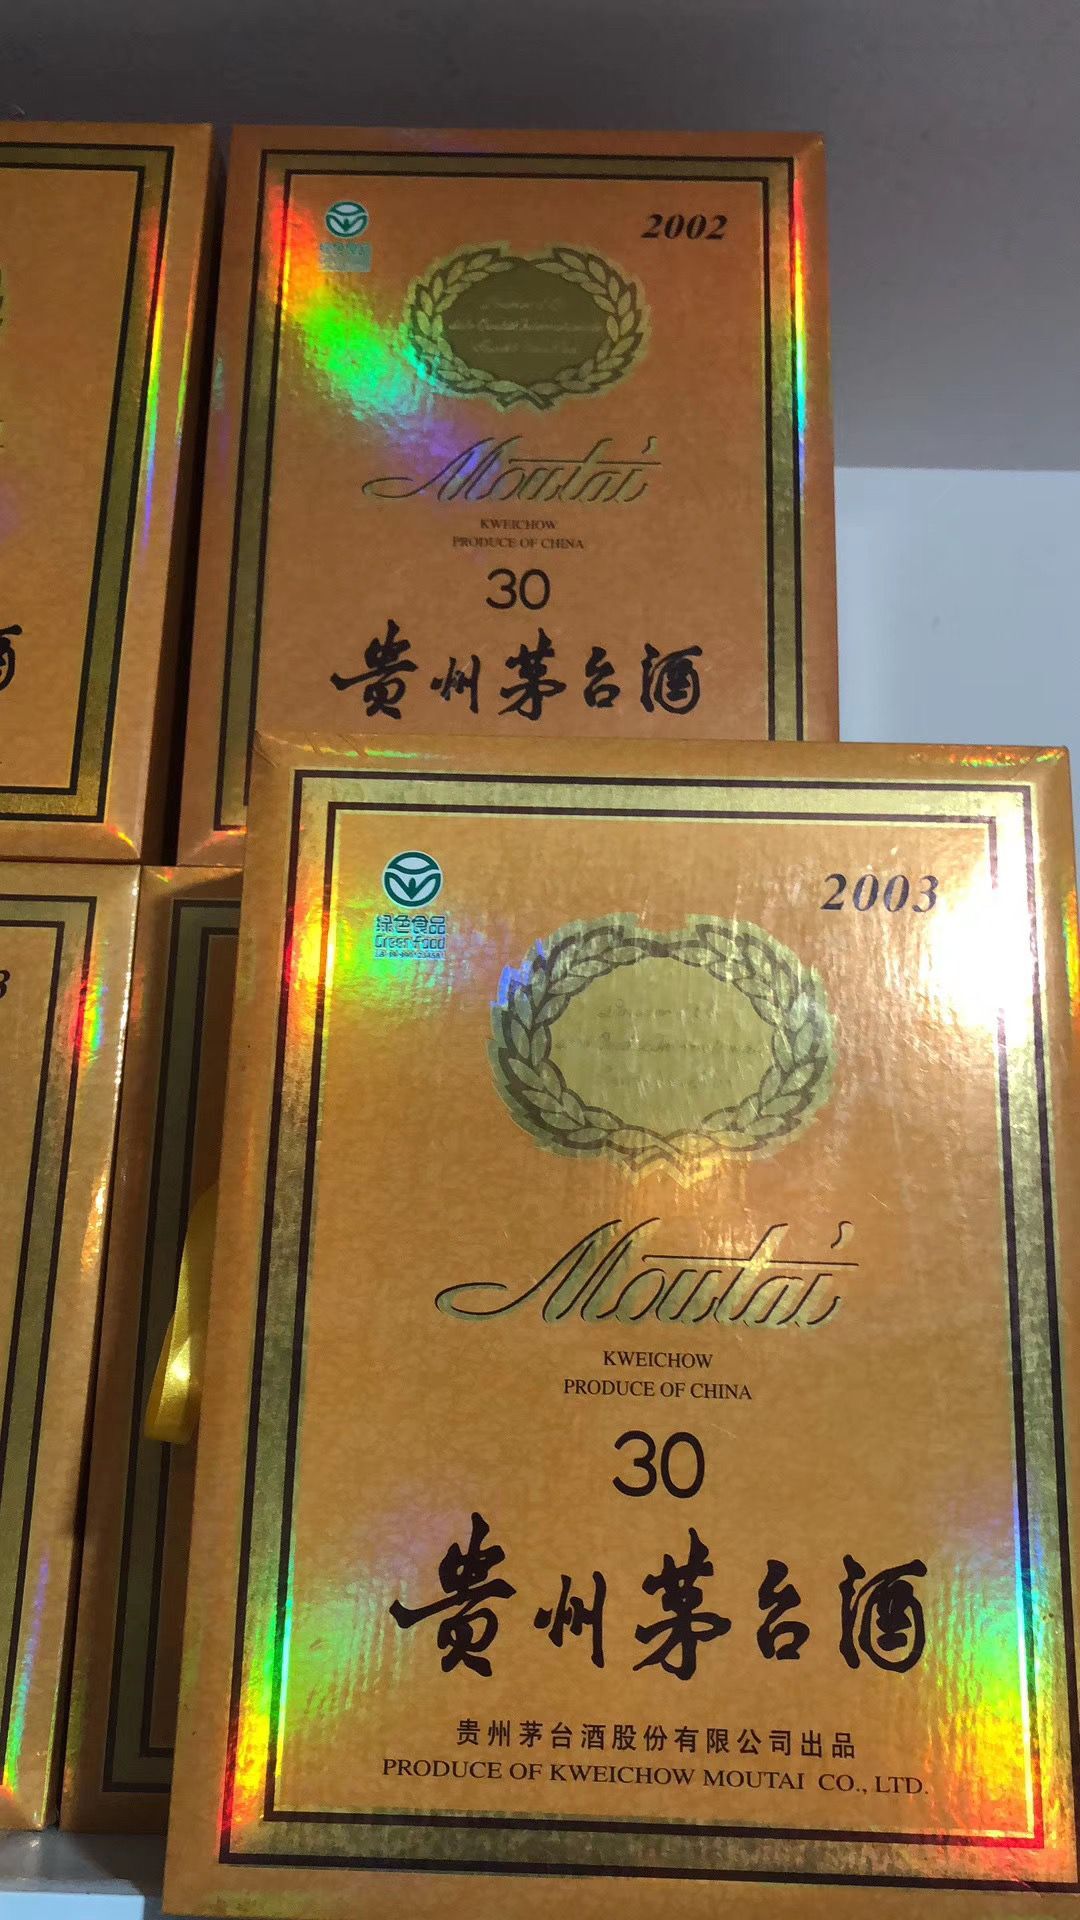 2002
Moutai
KWEICHOW
PRODUCE OF CHINA
30
贵州茅台酒
酒
3
绿色食品
Green Food
2003
Moutai
KWEICHOW
PRODUCE OF CHINA
30
贵州茅台酒
贵州茅台酒股份有限公司出品
PRODUCE OF KWEICHOW MOUTAI CO., LTD.